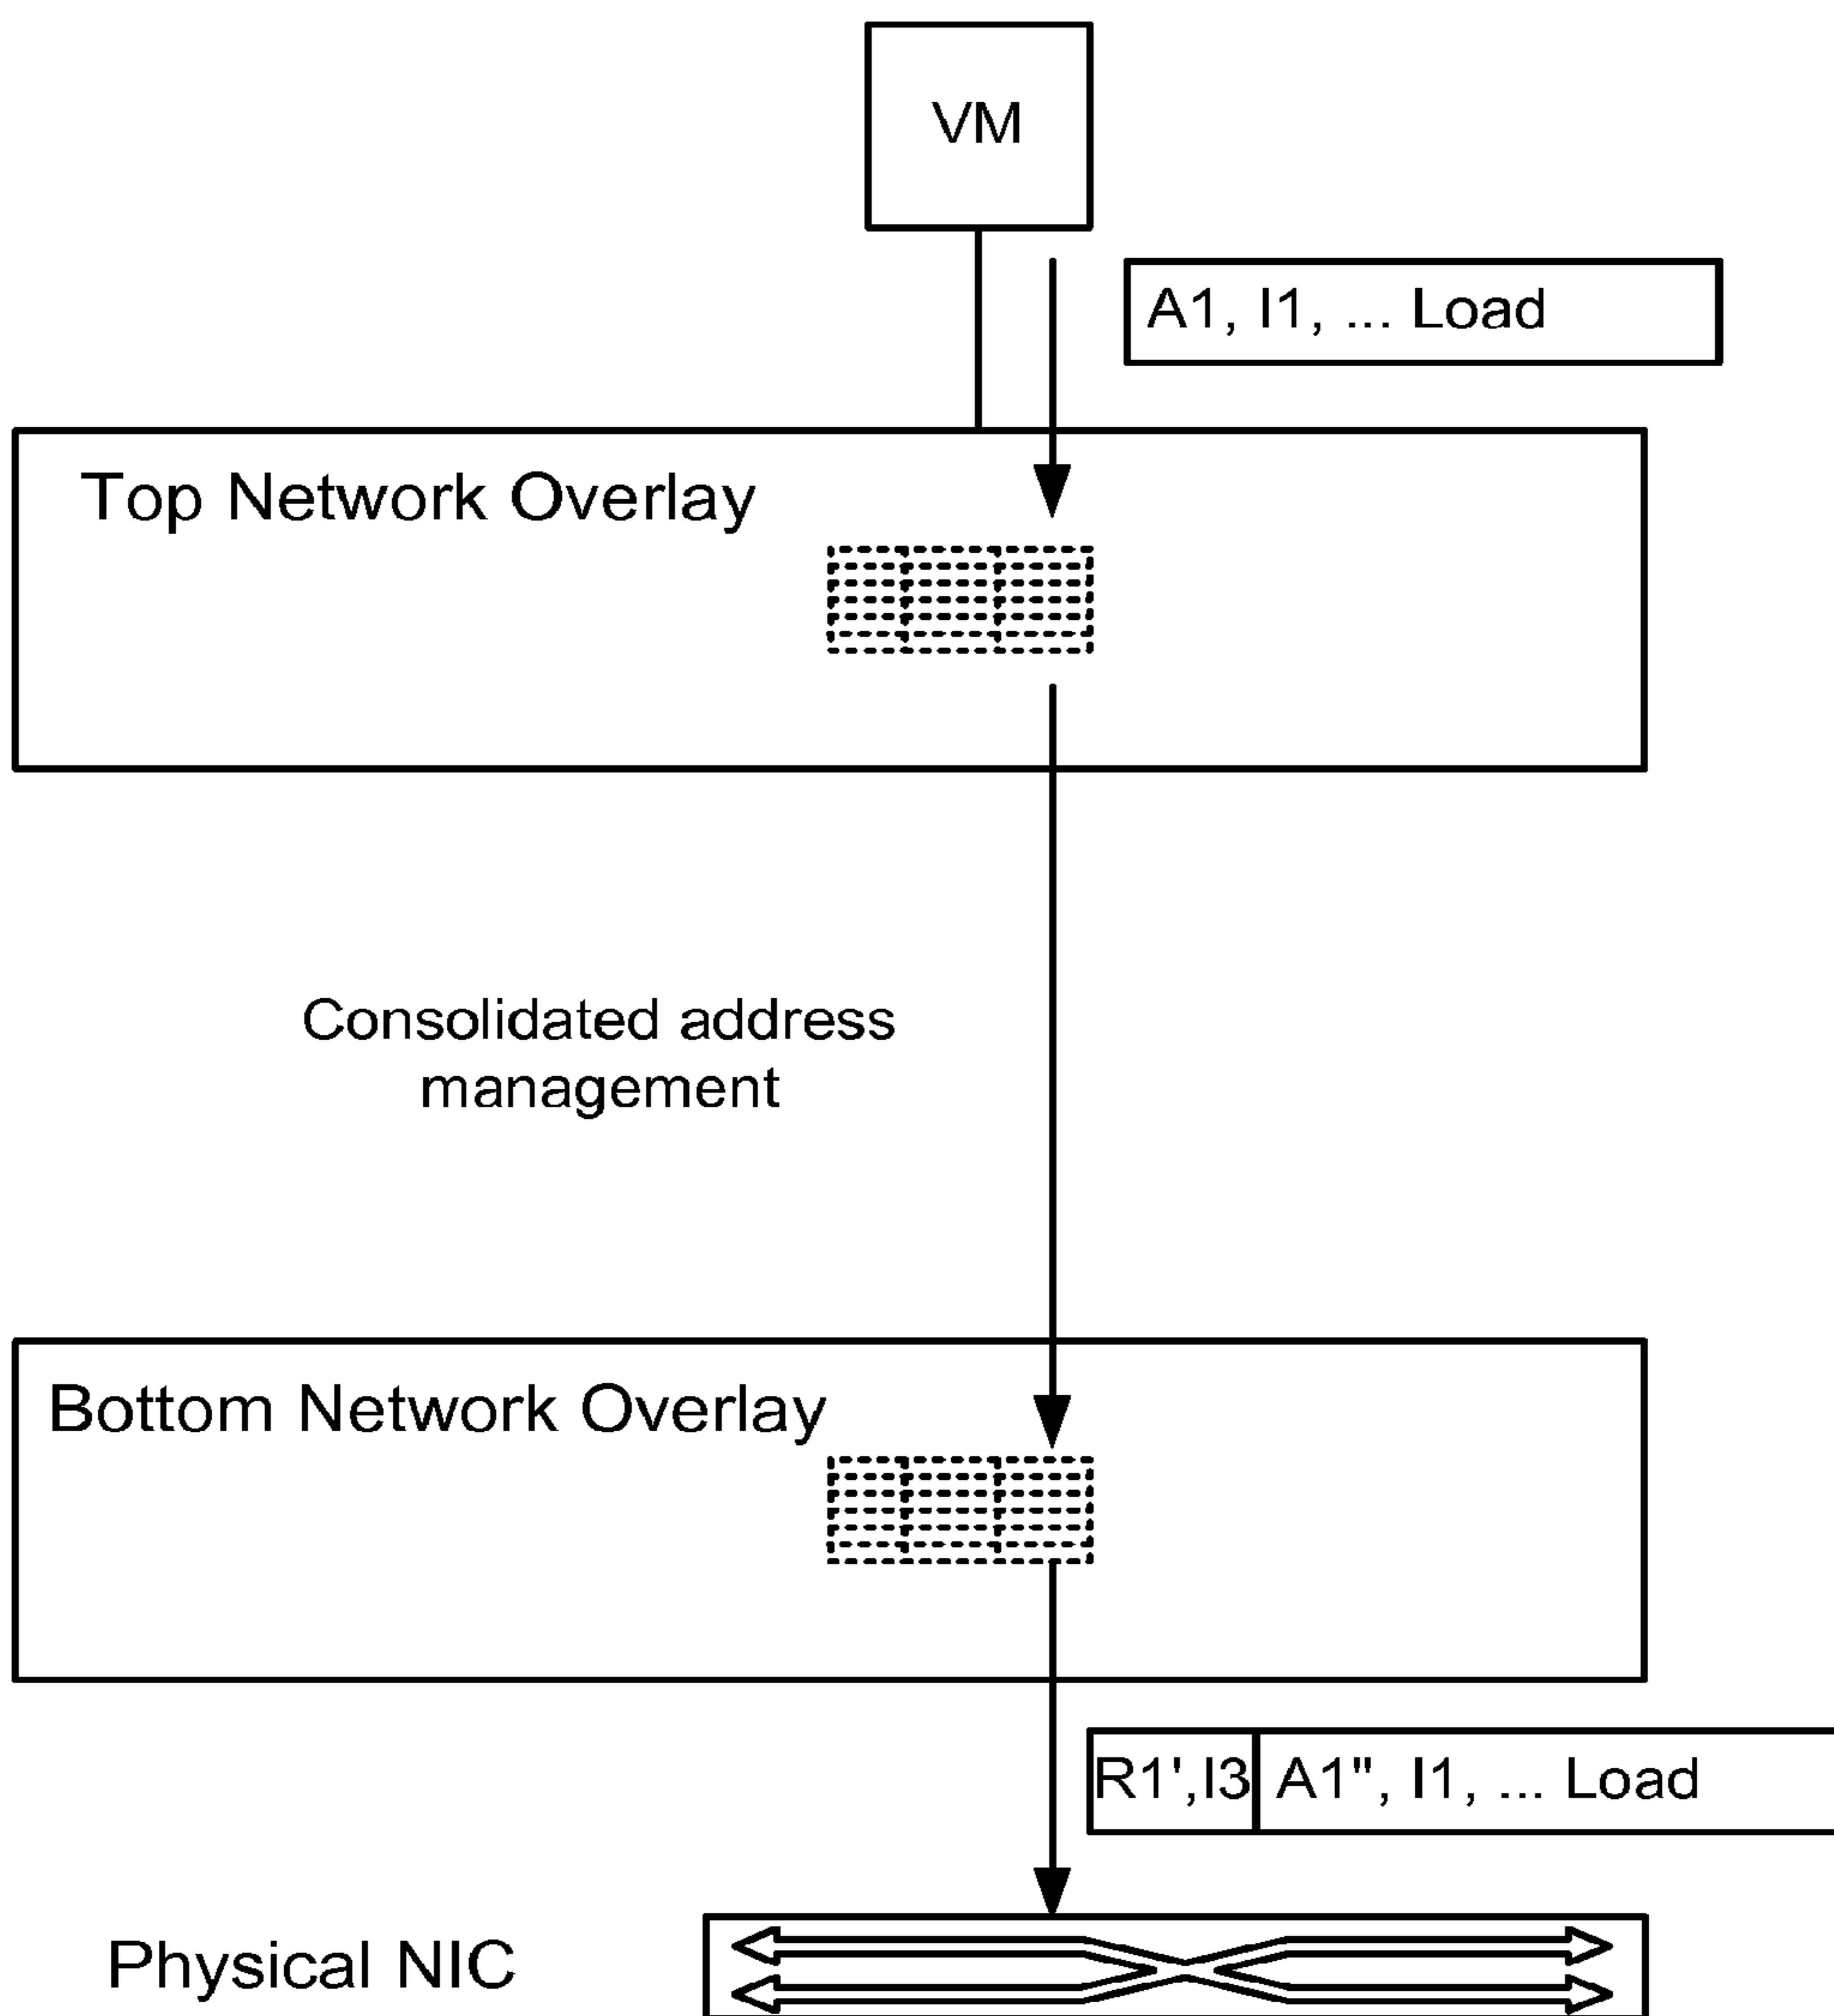 VM
A1, I1, ... Load
Top Network Overlay
Consolidated address
management
Bottom Network Overlay
R1',I3 A1", I1, ... Load
Physical NIC